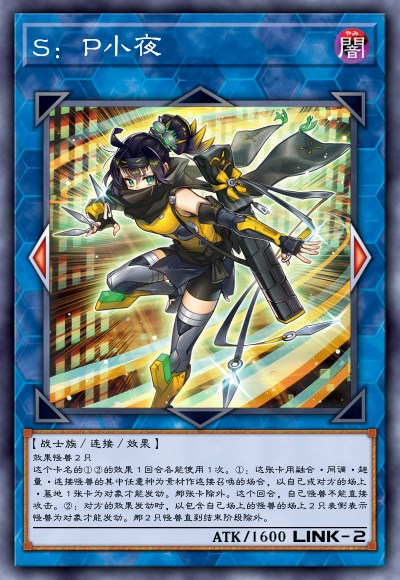 S：P小夜
闇
やみ
【战士族／连接／效果】
效果怪兽2只
这个卡名的①②的效果1回合各能使用1次。①：这张卡用融合·同调·超
量·连接怪兽的其中任意种为素材作连接召唤的场合，以自己或对方的场上
·墓地1张卡为对象才能发动。那张卡除外。这个回合，自己怪兽不能直接
攻击。②：对方的效果发动时，以包含自己场上的怪兽的场上2只表侧表示
怪兽为对象才能发动。那2只怪兽直到结束阶段除外。
ATK/1600 LINK-2